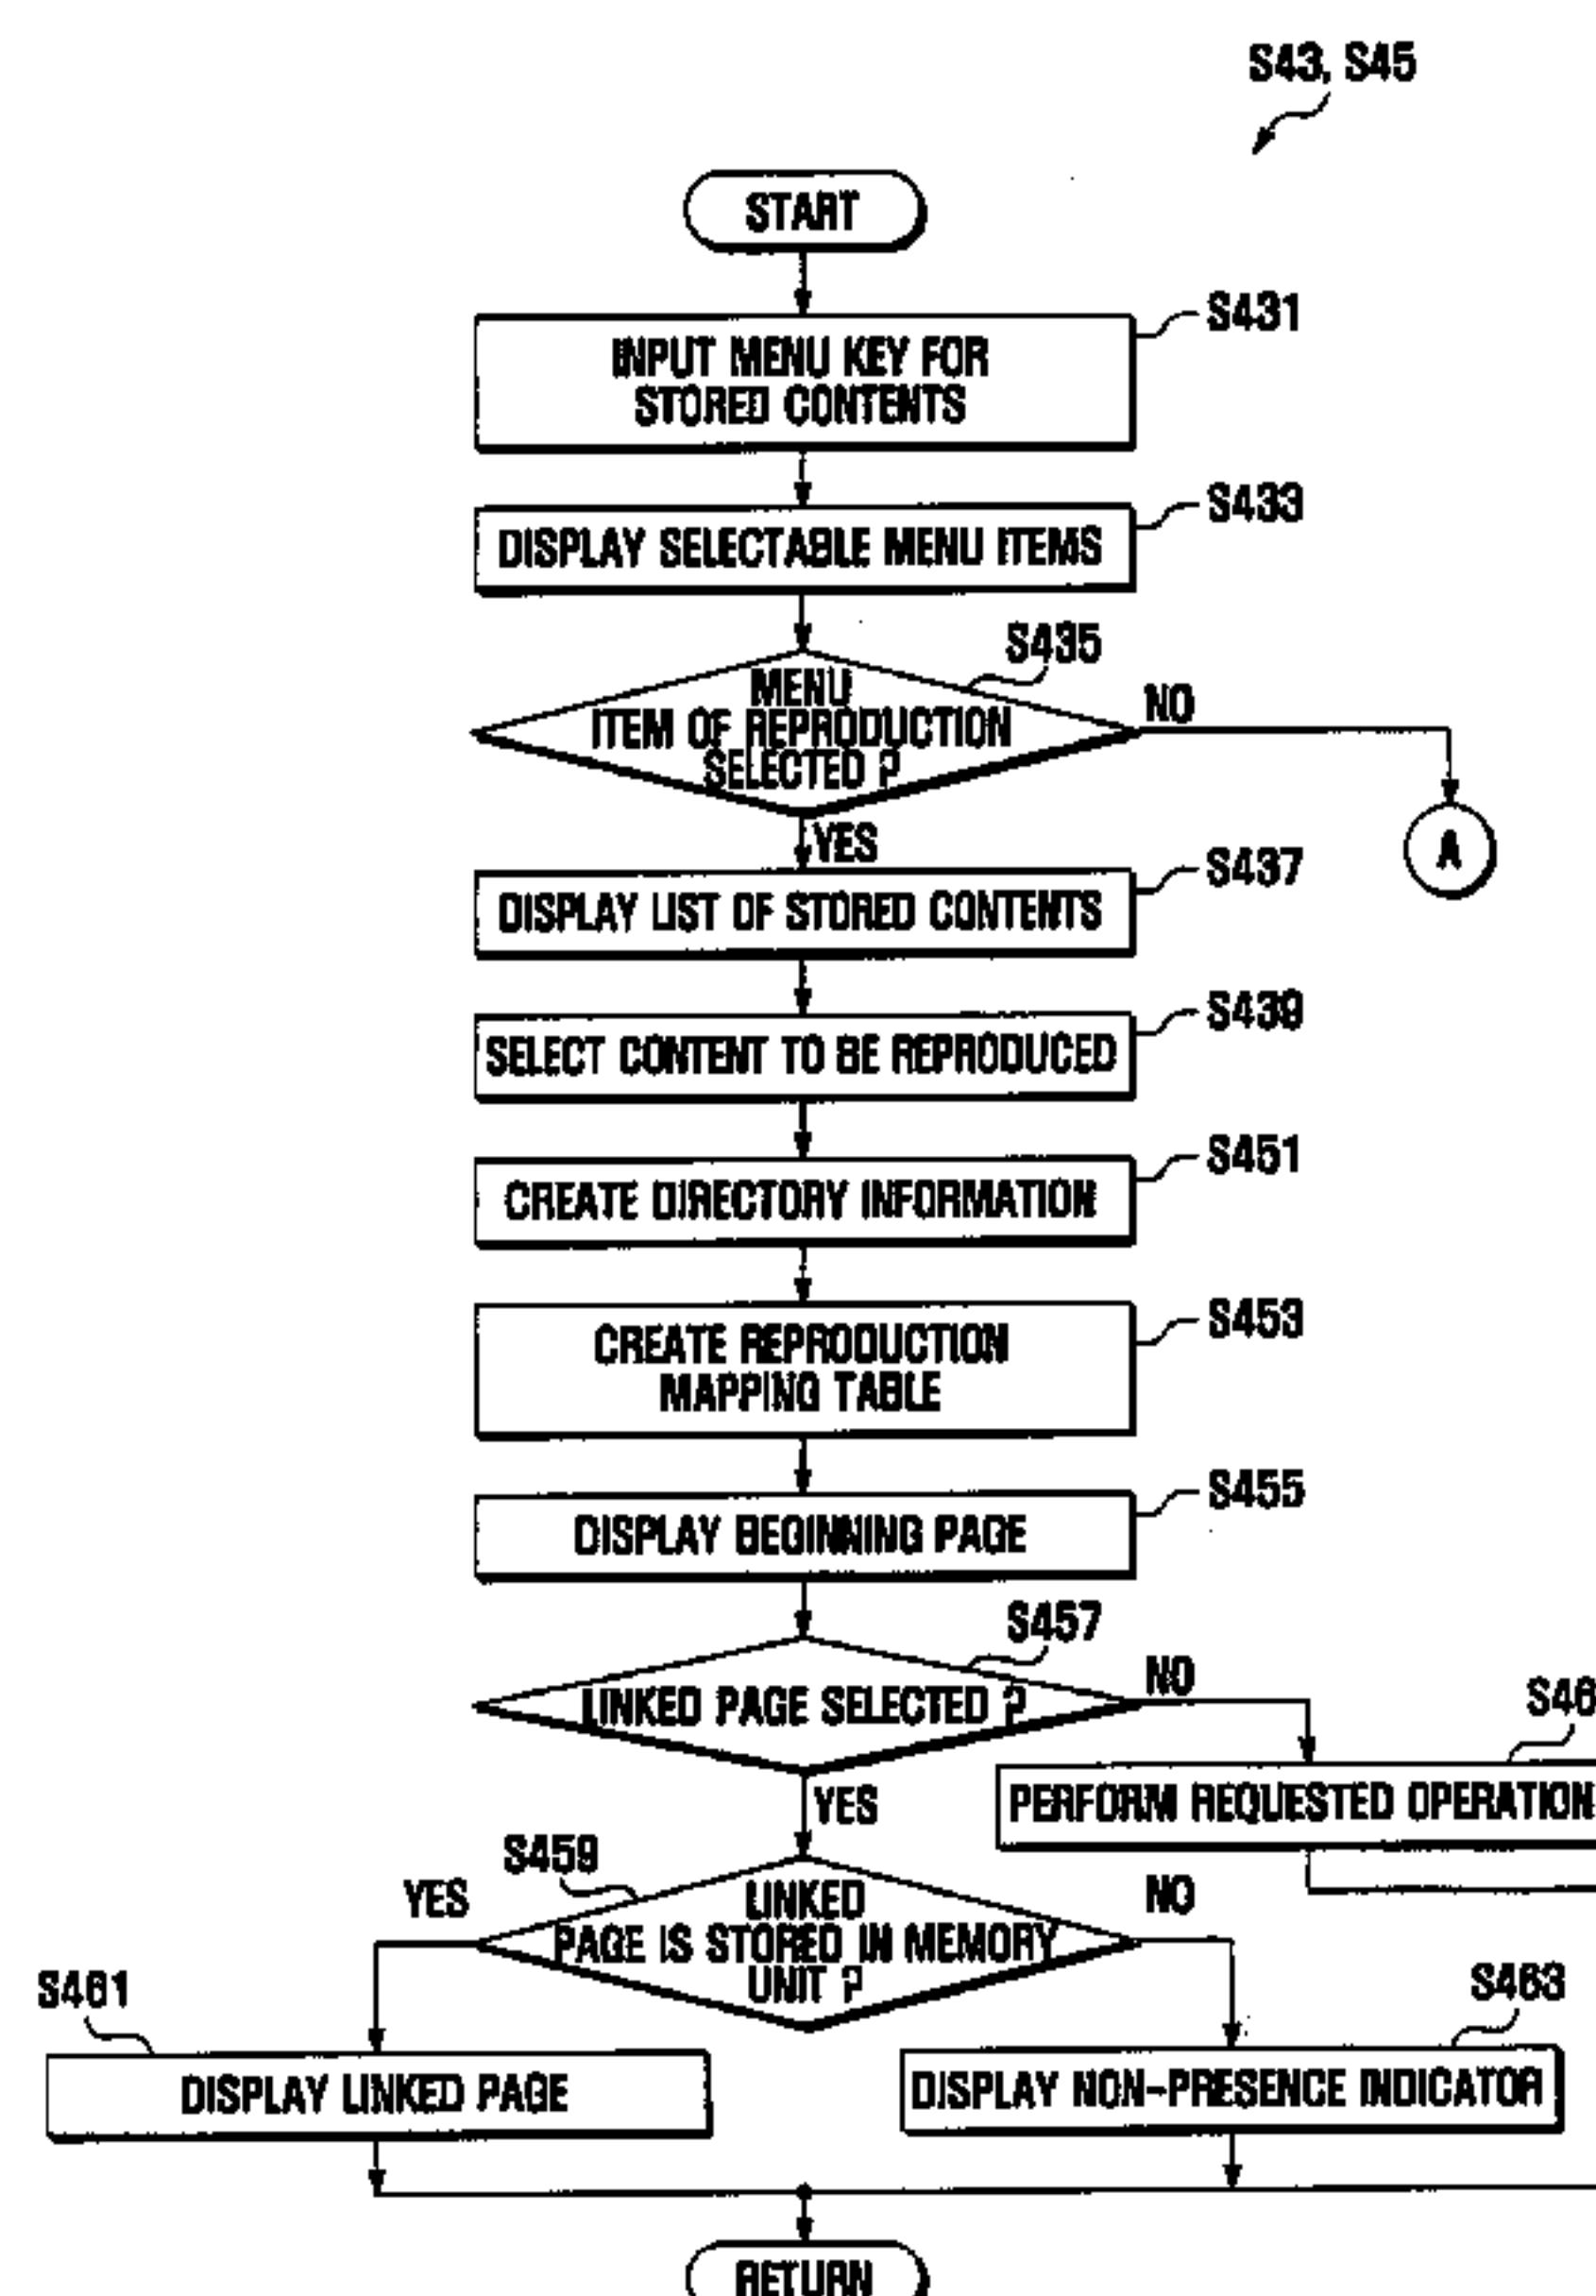 S43, S45
START
S431
INPUT MENU KEY FOR
STORED CONTENTS
S433
DISPLAY SELECTABLE MENU ITEMS
S435
MENU
ITEM OF REPRODUCTION
SELECTED ?
NO
A
YES
S437
DISPLAY LIST OF STORED CONTENTS
S439
SELECT CONTENT TO BE REPRODUCED
S451
CREATE DIRECTORY INFORMATION
S453
CREATE REPRODUCTION
MAPPING TABLE
S455
DISPLAY BEGINNING PAGE
S457
LINKED PAGE SELECTED ?
NO
PERFORM REQUESTED OPERATION
YES
S459
YES
LINKED
PAGE IS STORED IN MEMORY
UNIT ?
NO
S461
DISPLAY LINKED PAGE
S463
DISPLAY NON-PRESENCE INDICATOR
RETURN